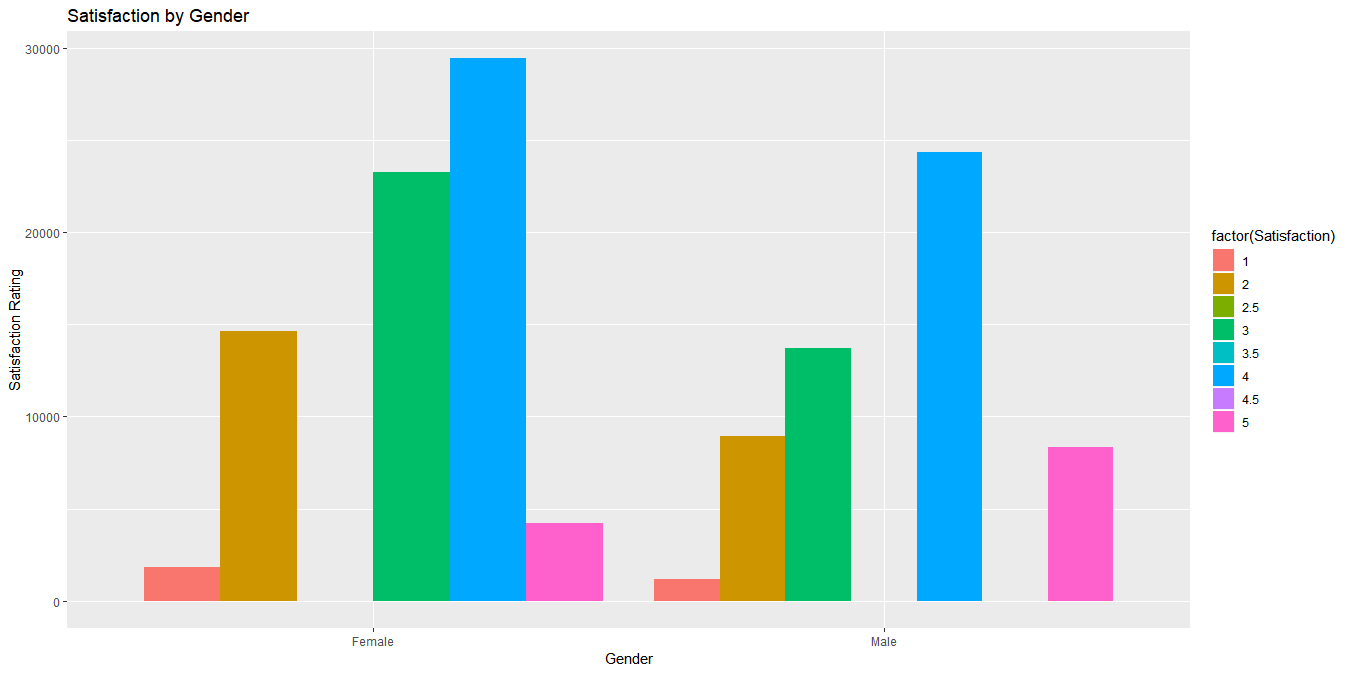 Satisfaction by Gender
Satisfaction Rating
30000
20000
10000
0
Female
Male
Gender
factor(Satisfaction)
1
2
2.5
3
3.5
4
4.5
5